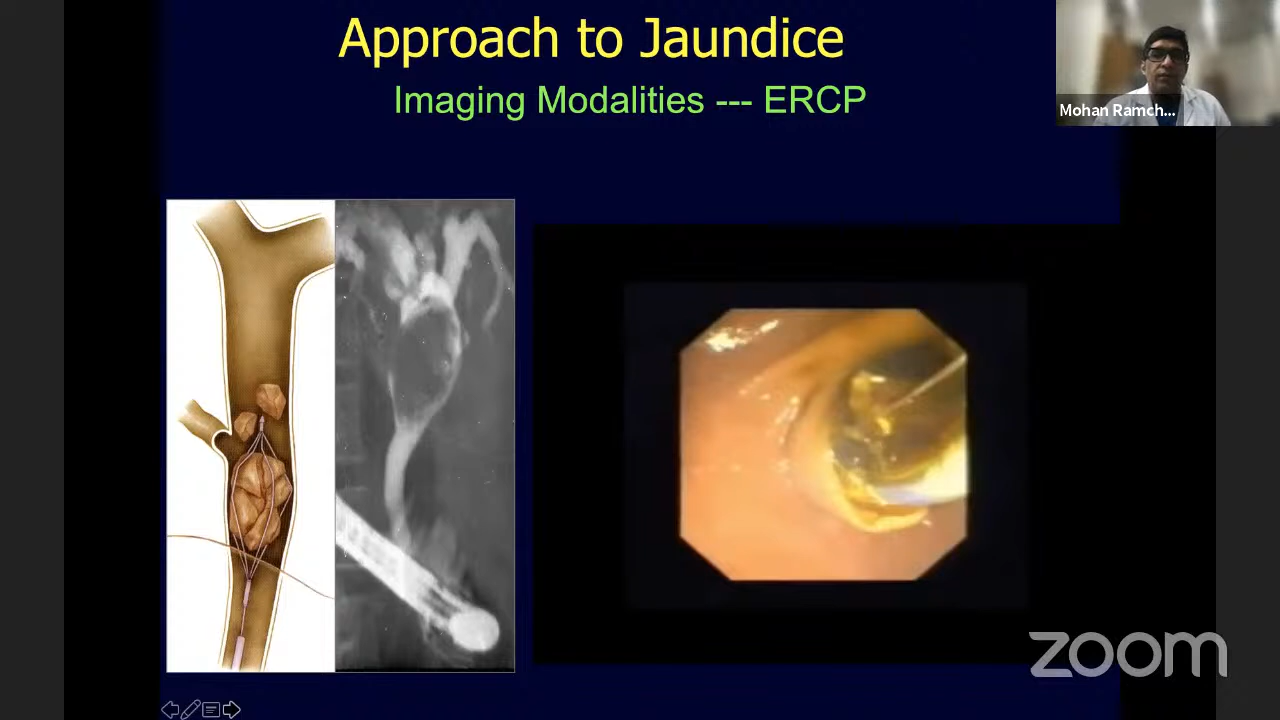 Approach to Jaundice
Imaging Modalities --- ERCP
Mohan Ramch...
zoom